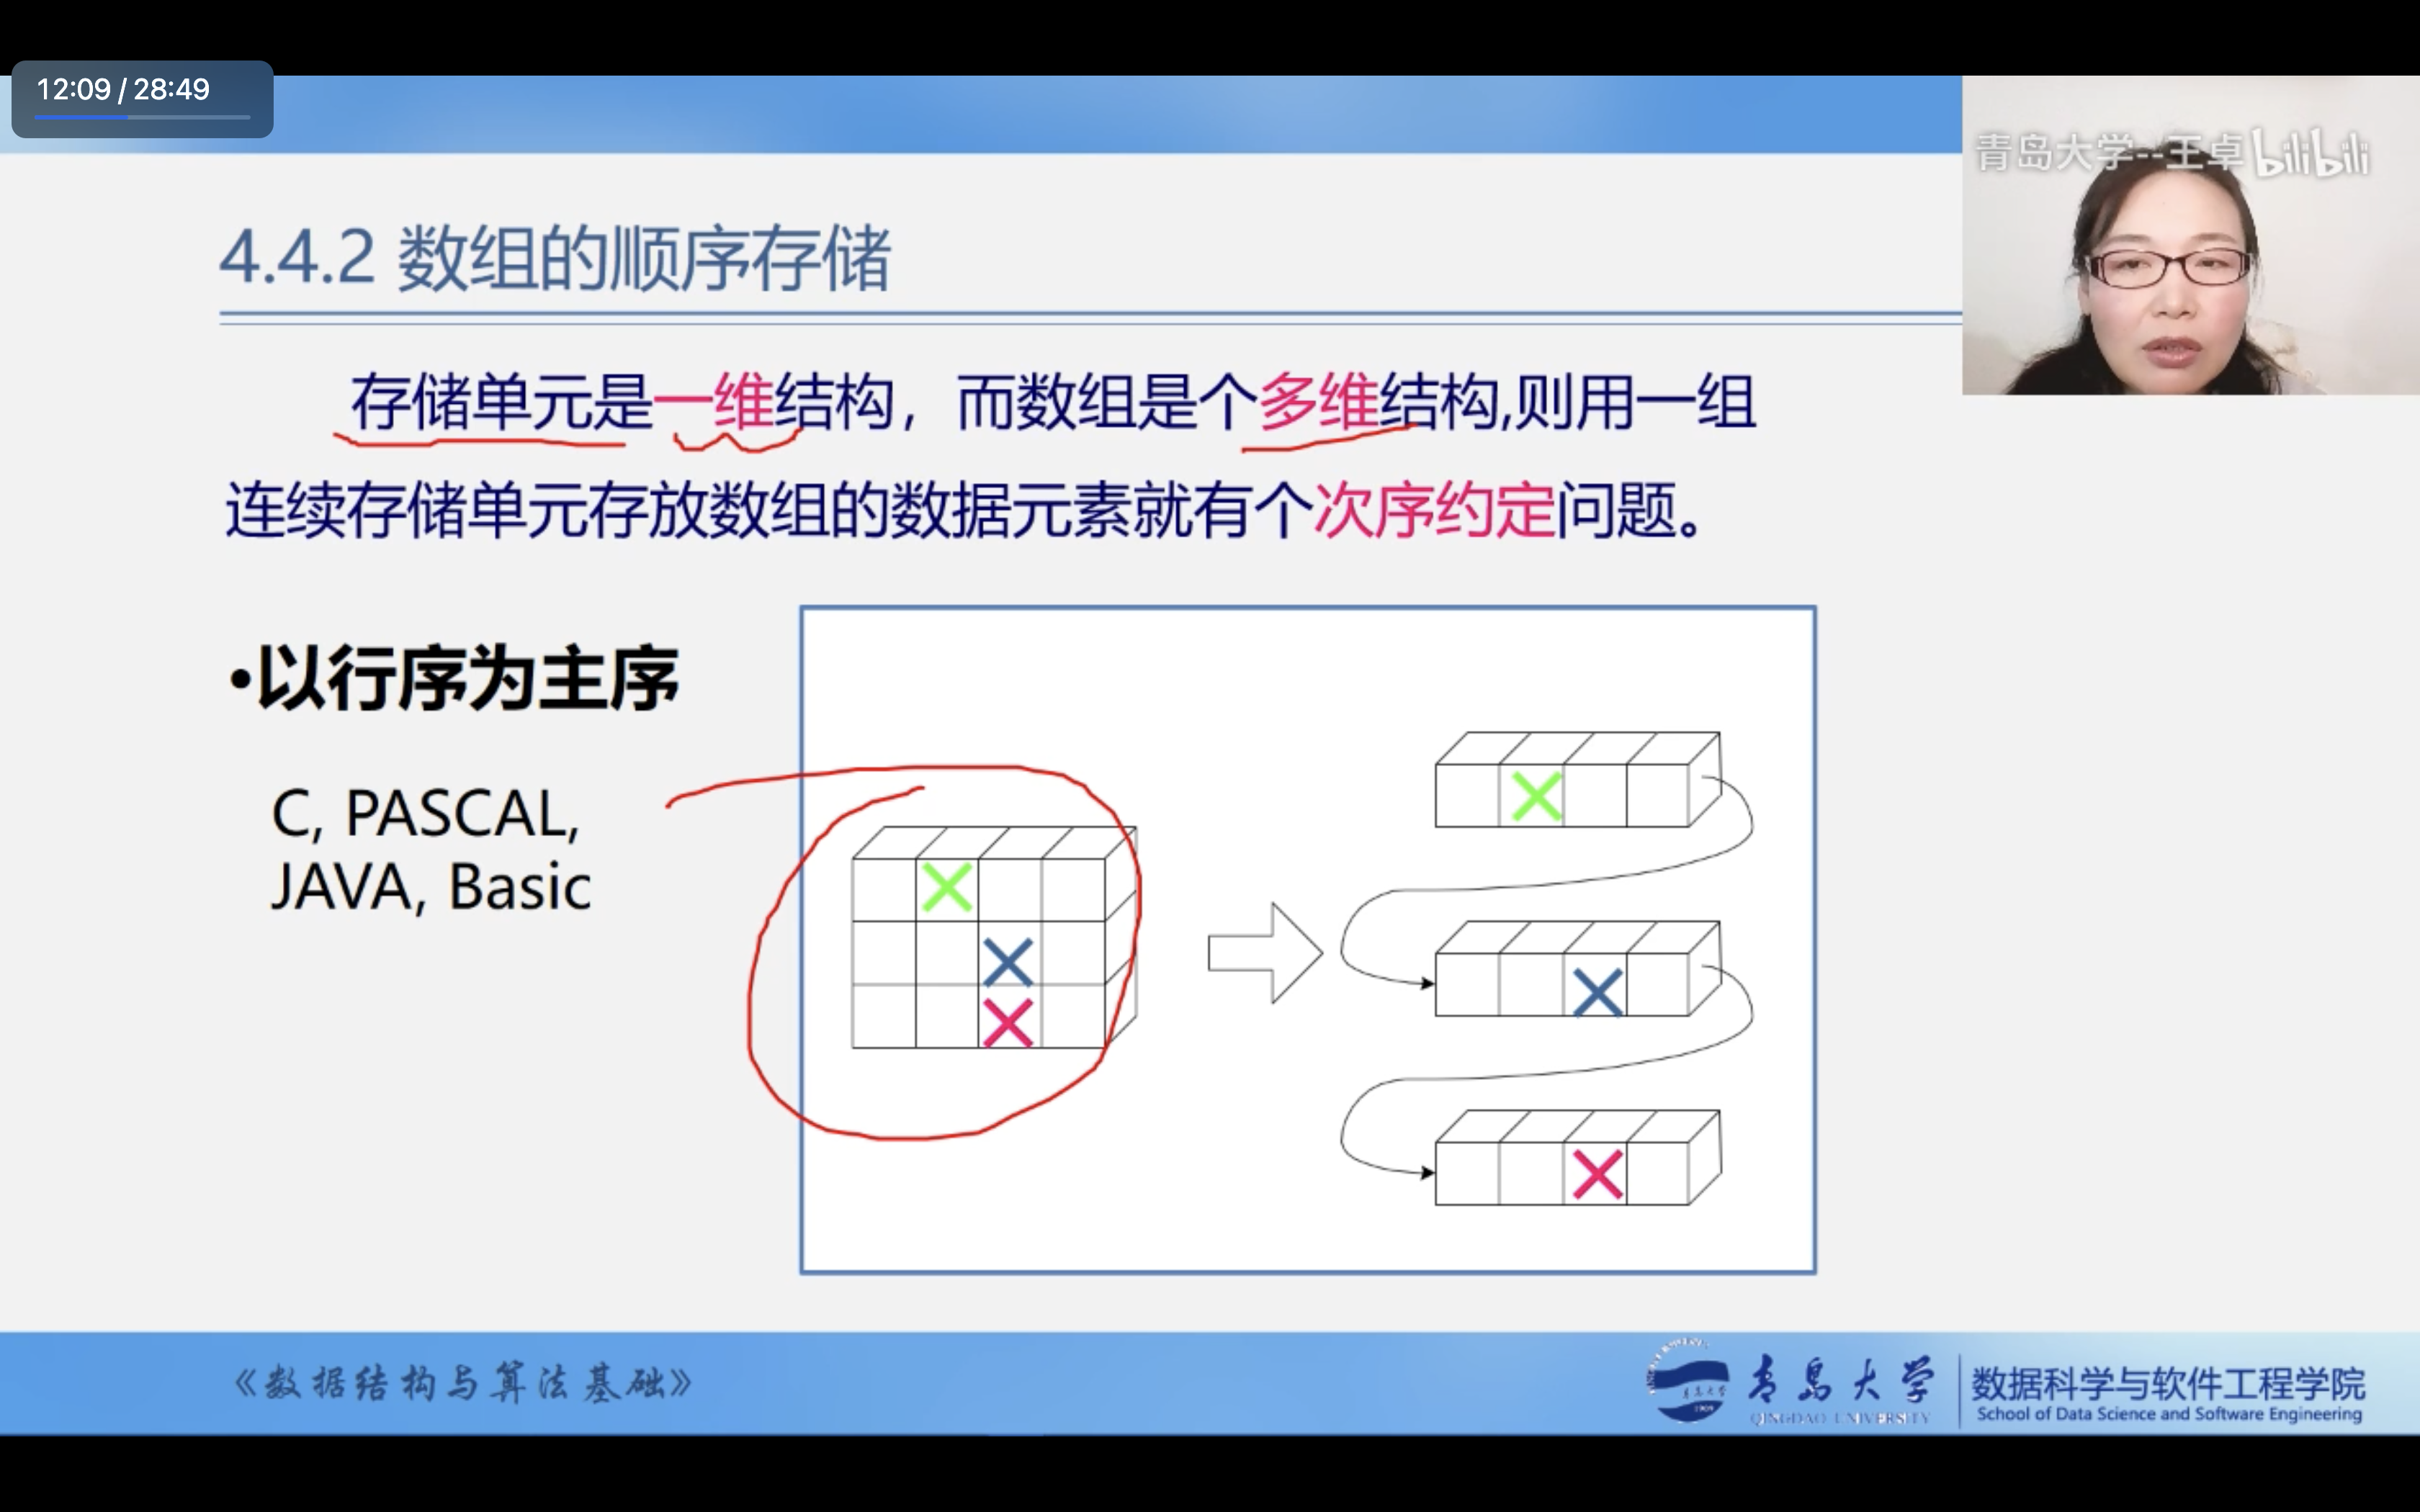 12:09 / 28:49
青岛大学--王卓 bilibili
4.4.2 数组的顺序存储
存储单元是一维结构，而数组是个多维结构,则用一组
连续存储单元存放数组的数据元素就有个次序约定问题。
•以行序为主序
C, PASCAL,
JAVA, Basic
《数据结构与算法基础》
青岛大学
QINGDAO UNIVERSITY
数据科学与软件工程学院
School of Data Science and Software Engineering